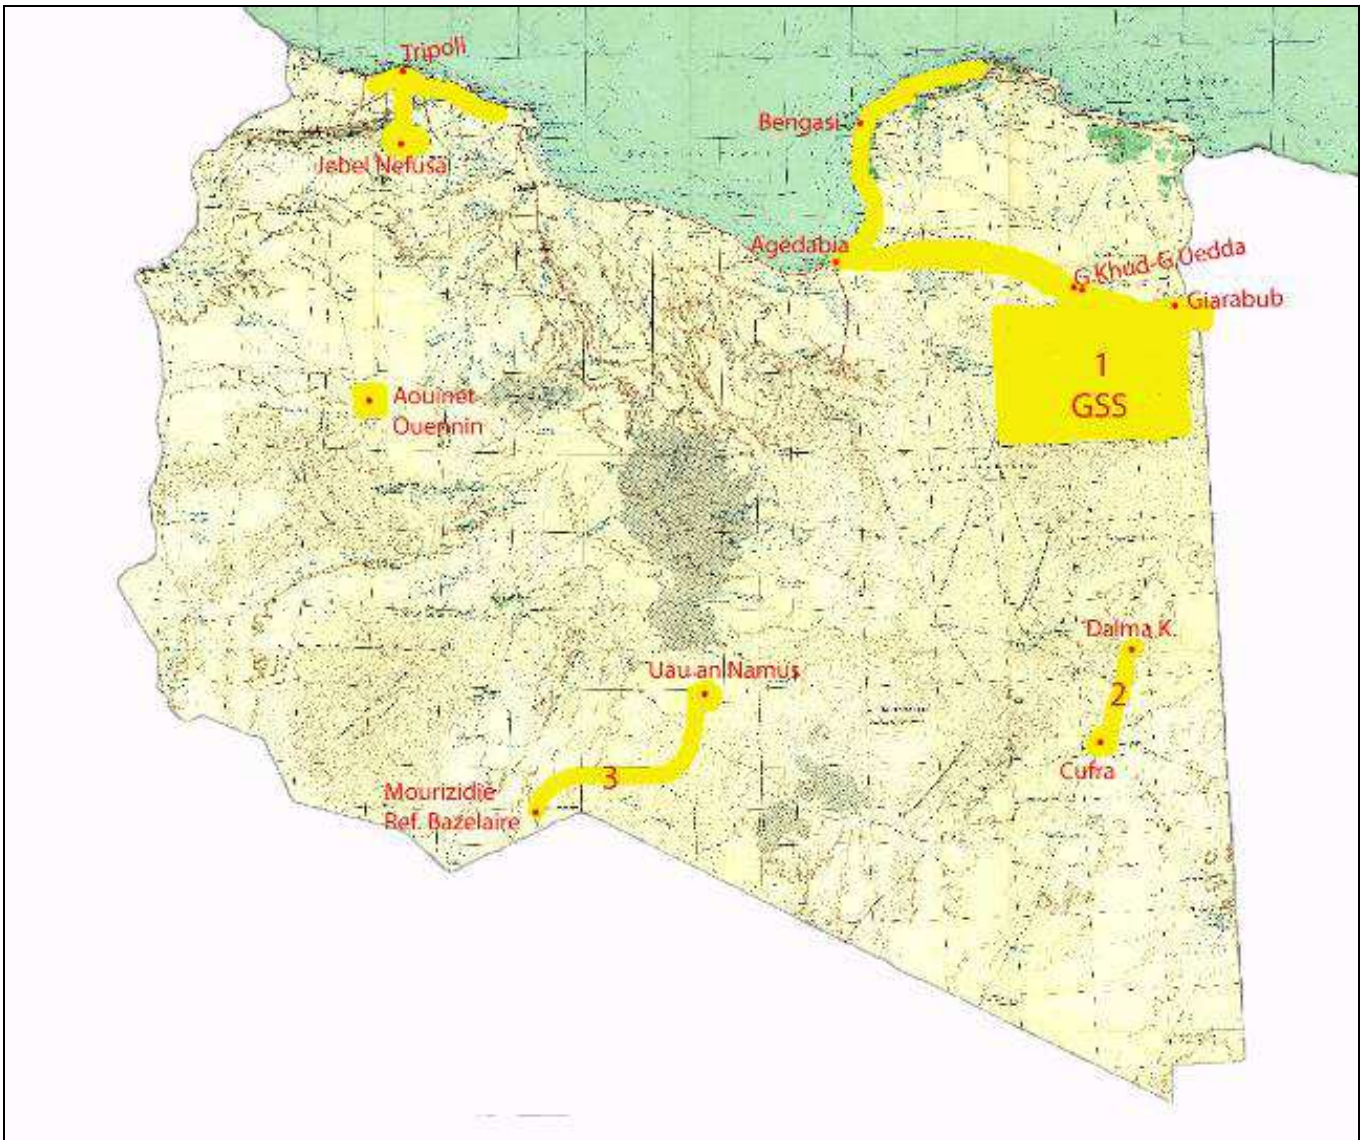 Tripoli
Bengasi
Jebel Nefusa
Agedabia
G.Khud-G.Uedda
Giarabub
1
GSS
Aouinet-
Ouennin
Dalma K.
Uau an Namus
2
Cufra
3
Mourizidie
Ref. Bazelaire